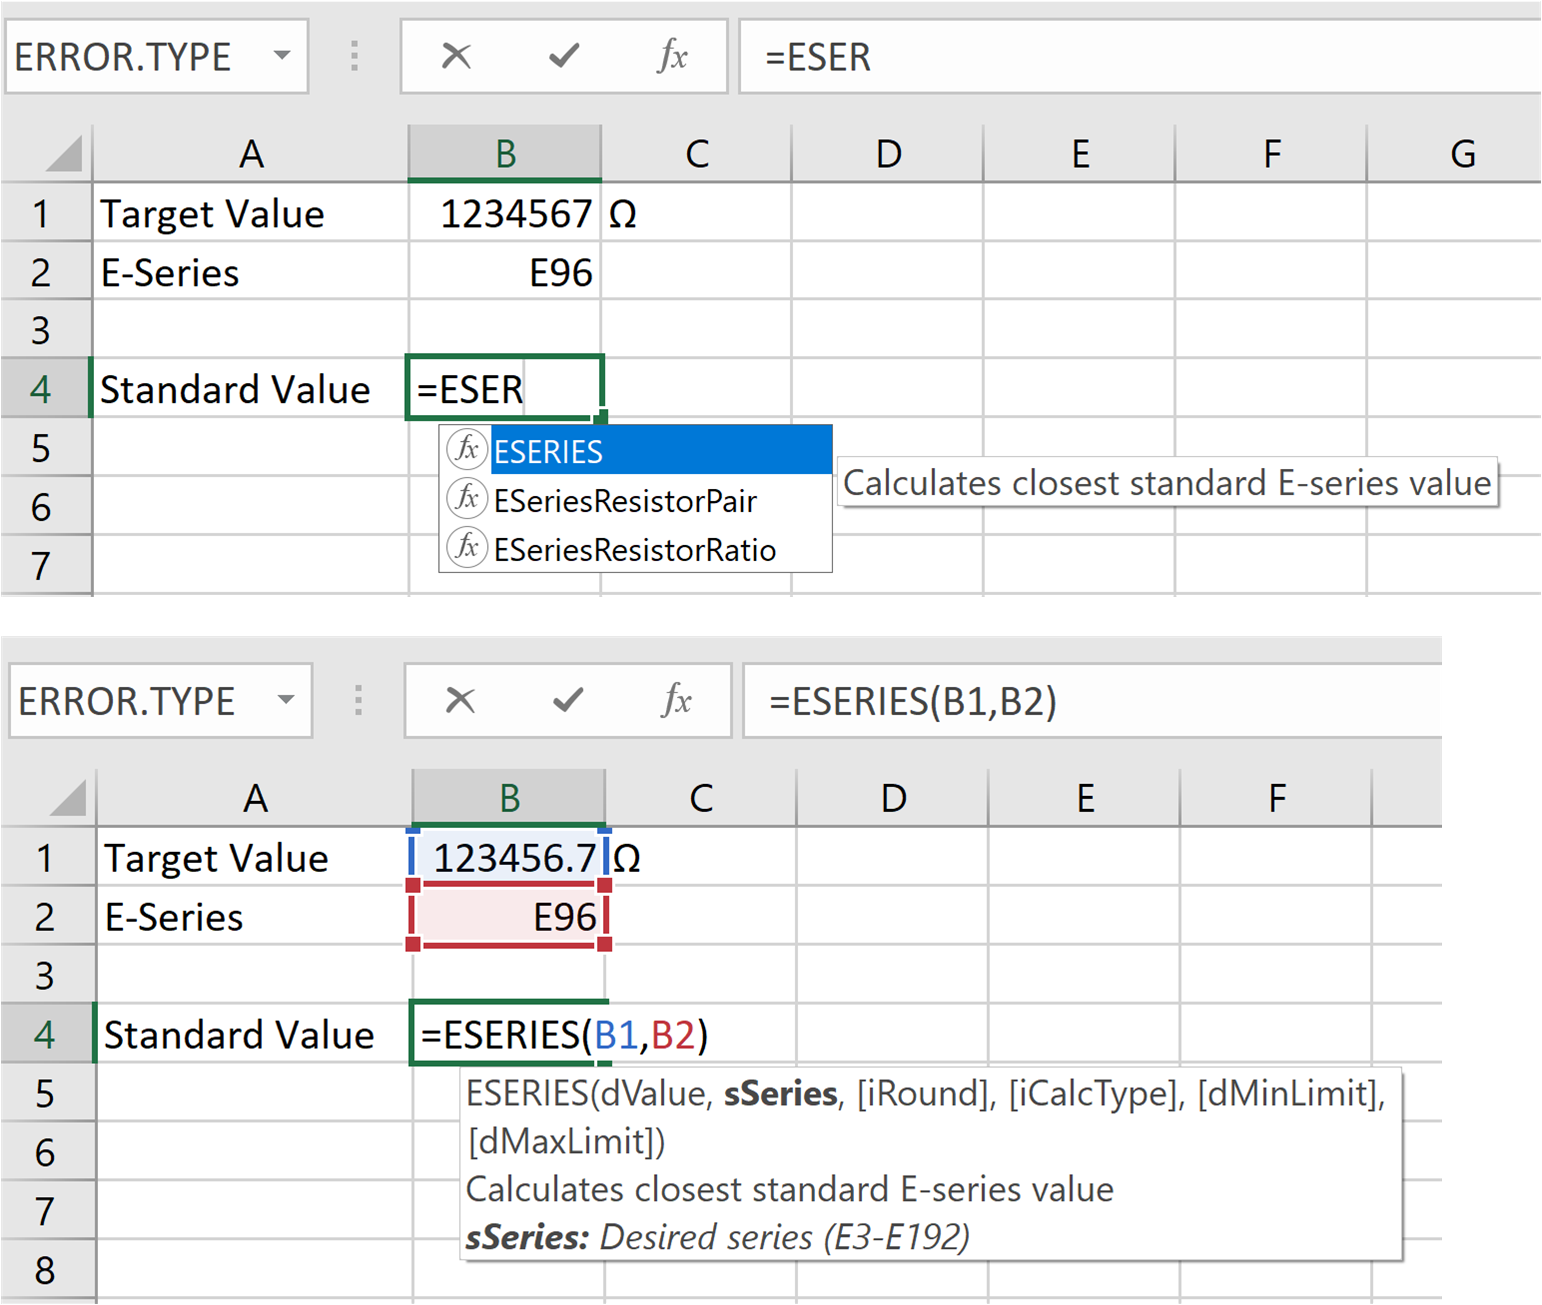 ERROR.TYPE fx =ESER
A B C D E F G
1 Target Value 1234567 Ω
2 E-Series E96
3
4 Standard Value =ESER
5 fx ESERIES
Calculates closest standard E-series value
6 fx ESeriesResistorPair
7 fx ESeriesResistorRatio
ERROR.TYPE fx =ESERIES(B1,B2)
A B C D E F
1 Target Value 123456.7 Ω
2 E-Series E96
3
4 Standard Value =ESERIES(B1,B2)
5 ESERIES(dValue, sSeries, [iRound], [iCalcType], [dMinLimit],
6 [dMaxLimit])
7 Calculates closest standard E-series value
8 sSeries: Desired series (E3-E192)